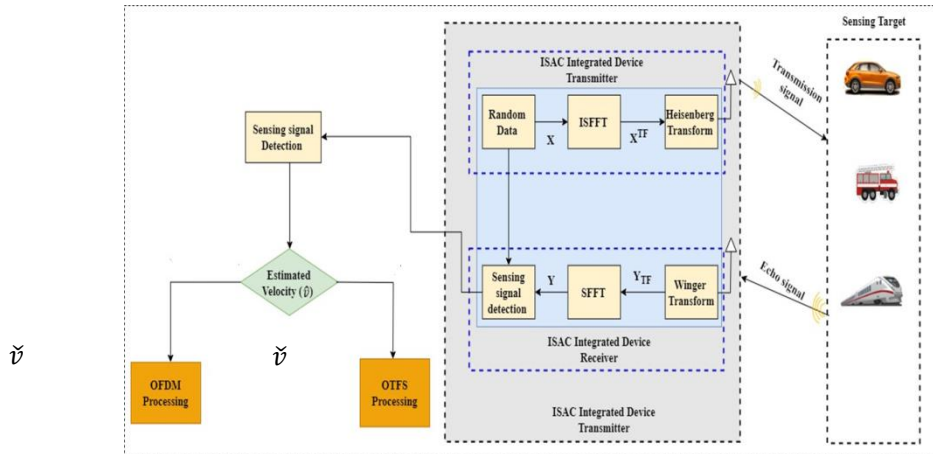 Sensing Target
ISAC Integrated Device
Transmitter
Transmission
signal
Random
Data
X
ISFFT
X^TF
Heisenberg
Transform
Sensing signal
Detection
Estimated
Velocity (v̂)
Sensing
signal
detection
Y
SFFT
Y_TF
Winger
Transform
Echo signal
ISAC Integrated Device
Receiver
v̌
v̌
OFDM
Processing
OTFS
Processing
ISAC Integrated Device
Transmitter